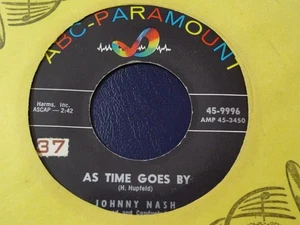 ABC-PARAMOUNT
Harms, Inc.
ASCAP - 2:42
45-9996
AMP 45-3450
37
AS TIME GOES BY
(H. Hupfeld)
JOHNNY NASH